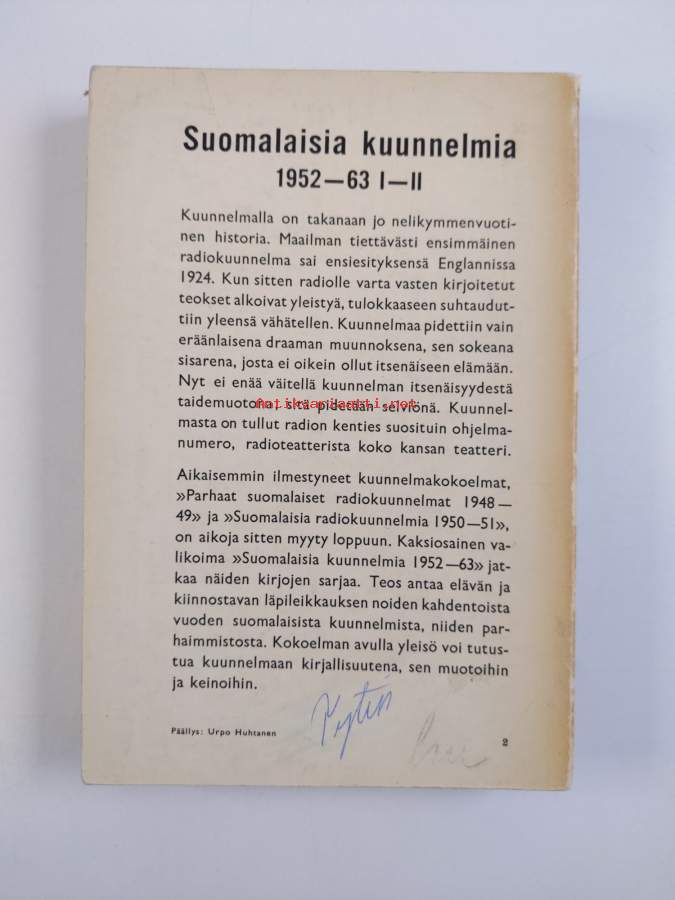 Suomalaisia kuunnelmia
1952—63 I—II
Kuunnelmalla on takanaan jo nelikymmenvuoti-
nen historia. Maailman tiettävästi ensimmäinen
radiokuunnelma sai ensiesityksensä Englannissa
1924. Kun sitten radiolle varta vasten kirjoitetut
teokset alkoivat yleistyä, tulokkaaseen suhtaudut-
tiin yleensä vähätellen. Kuunnelmaa pidettiin vain
eräänlaisena draaman muunnoksena, sen sokeana
sisarena, josta ei oikein ollut itsenäiseen elämään.
Nyt ei enää väitellä kuunnelman itsenäisyydestä
taidemuotona, sitä pidetään selviönä. Kuunnel-
masta on tullut radion kenties suosituin ohjelma-
numero, radioteatterista koko kansan teatteri.
Aikaisemmin ilmestyneet kuunnelmakokoelmat,
»Parhaat suomalaiset radiokuunnelmat 1948—
49» ja »Suomalaisia radiokuunnelmia 1950—51»,
on aikoja sitten myyty loppuun. Kaksiosainen va-
likoima »Suomalaisia kuunnelmia 1952—63» jat-
kaa näiden kirjojen sarjaa. Teos antaa elävän ja
kiinnostavan läpileikkauksen noiden kahdentoista
vuoden suomalaisista kuunnelmista, niiden par-
haimmistosta. Kokoelman avulla yleisö voi tutus-
tua kuunnelmaan kirjallisuutena, sen muotoihin
ja keinoihin.
Päällys: Urpo Huhtanen
2
Antikvariaatti.net